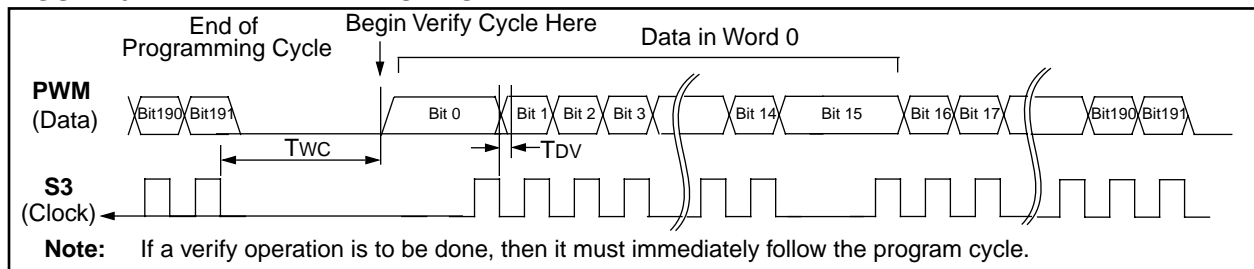 End of
Programming Cycle
Begin Verify Cycle Here
Data in Word 0
PWM
(Data)
Bit190 Bit191 Bit 0 Bit 1 Bit 2 Bit 3 Bit 14 Bit 15 Bit 16 Bit 17 Bit190 Bit191
TWC
TDV
S3
(Clock)
Note: If a verify operation is to be done, then it must immediately follow the program cycle.